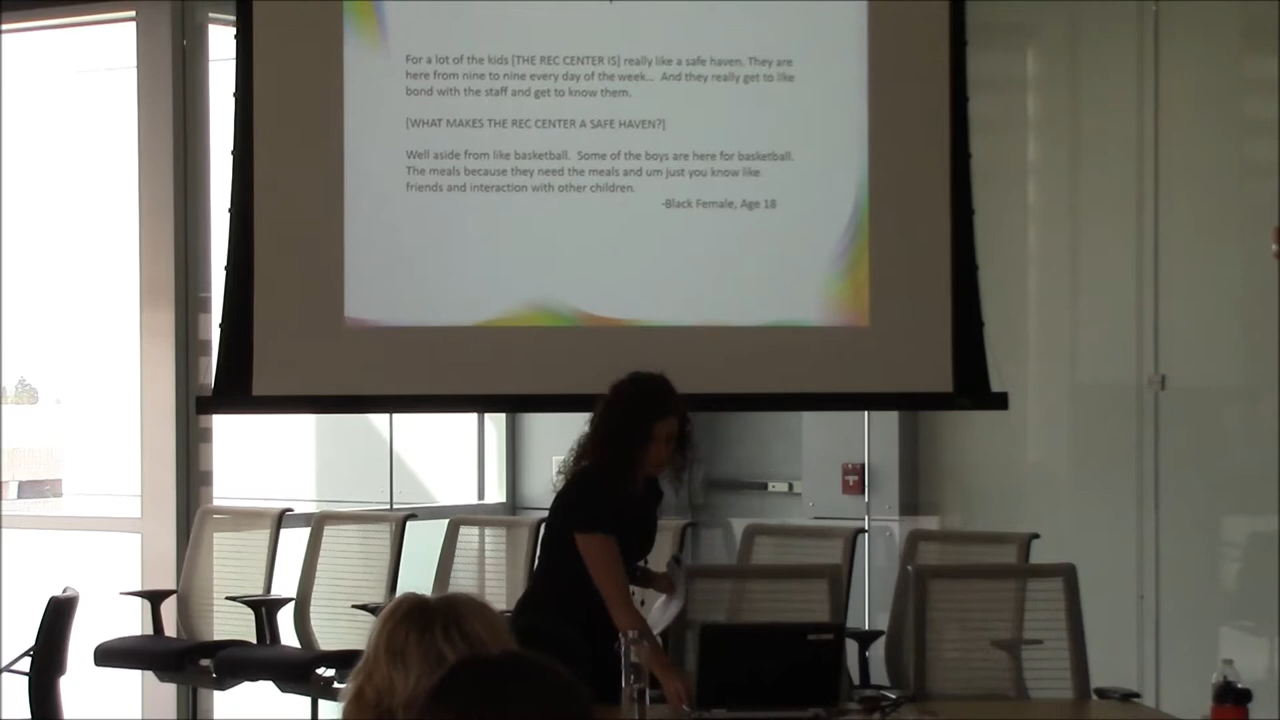 For a lot of the kids [THE REC CENTER IS] really like a safe haven. They are
here from nine to nine every day of the week... And they really get to like
bond with the staff and get to know them.
[WHAT MAKES THE REC CENTER A SAFE HAVEN?]
Well aside from like basketball. Some of the boys are here for basketball.
The meals because they need the meals and um just you know like
friends and interaction with other children.
-Black Female, Age 18